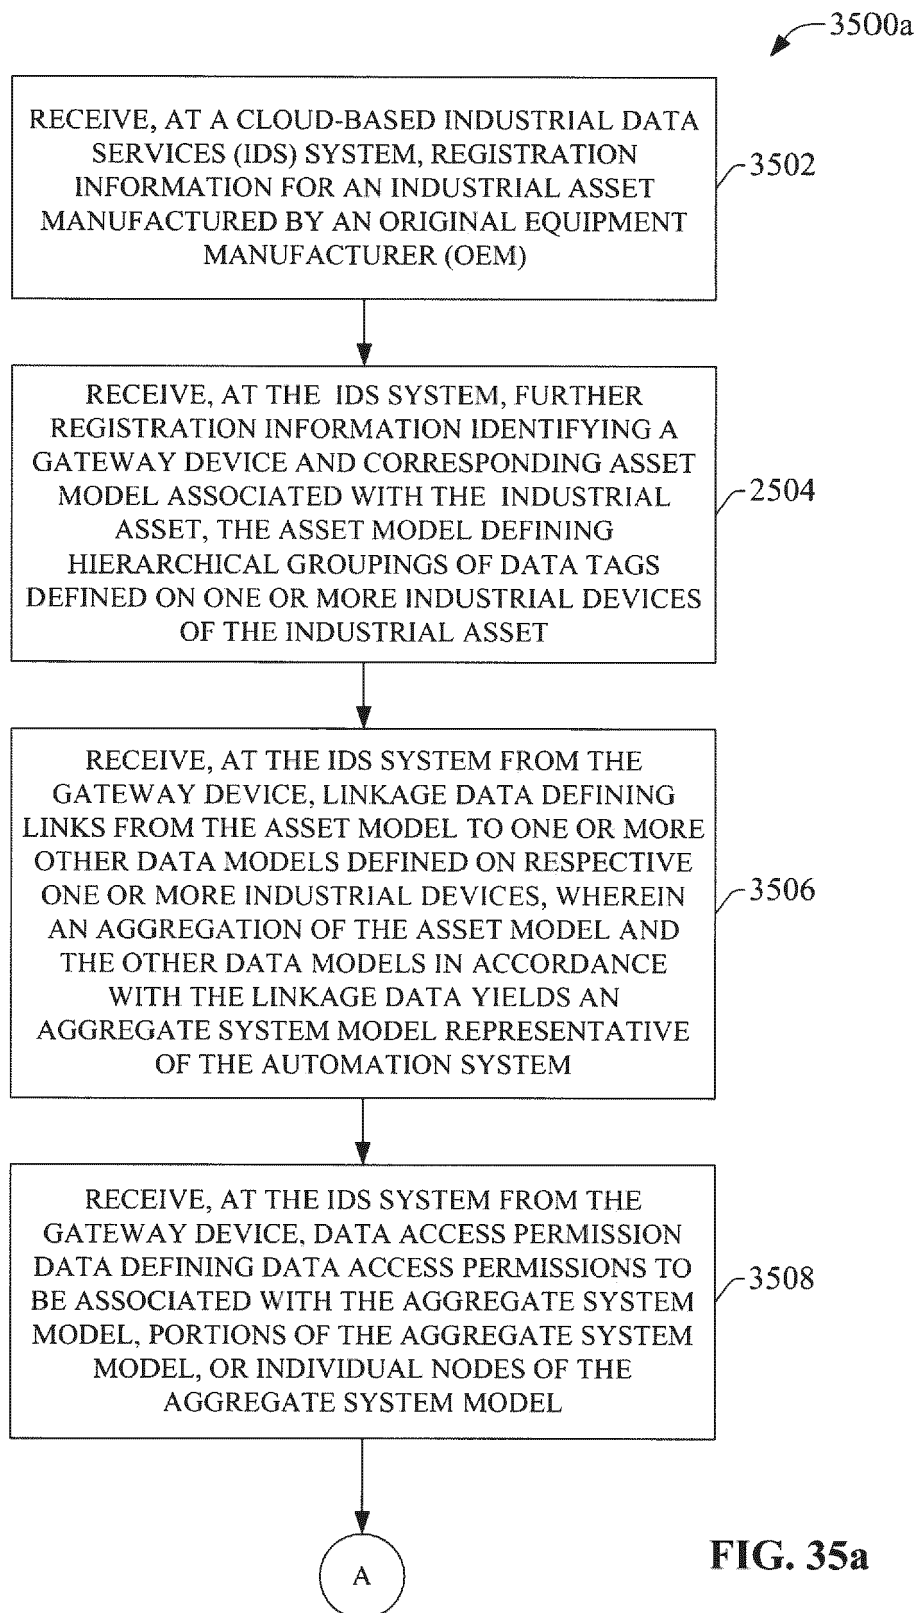 3500a
RECEIVE, AT A CLOUD-BASED INDUSTRIAL DATA
SERVICES (IDS) SYSTEM, REGISTRATION
INFORMATION FOR AN INDUSTRIAL ASSET
MANUFACTURED BY AN ORIGINAL EQUIPMENT
MANUFACTURER (OEM)
3502
RECEIVE, AT THE IDS SYSTEM, FURTHER
REGISTRATION INFORMATION IDENTIFYING A
GATEWAY DEVICE AND CORRESPONDING ASSET
MODEL ASSOCIATED WITH THE INDUSTRIAL
ASSET, THE ASSET MODEL DEFINING
HIERARCHICAL GROUPINGS OF DATA TAGS
DEFINED ON ONE OR MORE INDUSTRIAL DEVICES
OF THE INDUSTRIAL ASSET
2504
RECEIVE, AT THE IDS SYSTEM FROM THE
GATEWAY DEVICE, LINKAGE DATA DEFINING
LINKS FROM THE ASSET MODEL TO ONE OR MORE
OTHER DATA MODELS DEFINED ON RESPECTIVE
ONE OR MORE INDUSTRIAL DEVICES, WHEREIN
AN AGGREGATION OF THE ASSET MODEL AND
THE OTHER DATA MODELS IN ACCORDANCE
WITH THE LINKAGE DATA YIELDS AN
AGGREGATE SYSTEM MODEL REPRESENTATIVE
OF THE AUTOMATION SYSTEM
3506
RECEIVE, AT THE IDS SYSTEM FROM THE
GATEWAY DEVICE, DATA ACCESS PERMISSION
DATA DEFINING DATA ACCESS PERMISSIONS TO
BE ASSOCIATED WITH THE AGGREGATE SYSTEM
MODEL, PORTIONS OF THE AGGREGATE SYSTEM
MODEL, OR INDIVIDUAL NODES OF THE
AGGREGATE SYSTEM MODEL
3508
A
FIG. 35a